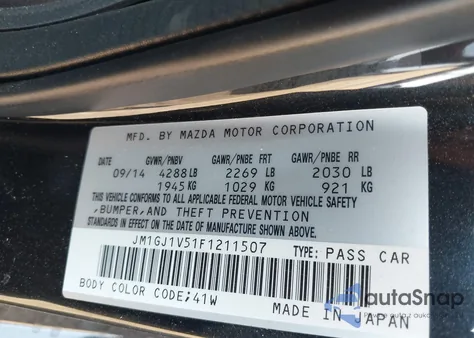 MFD. BY MAZDA MOTOR CORPORATION
DATE GVWR/PNBV GAWR/PNBE FRT GAWR/PNBE RR
09/14 4288 LB 2269 LB 2030 LB
1945 KG 1029 KG 921 KG
THIS VEHICLE CONFORMS TO ALL APPLICABLE FEDERAL MOTOR VEHICLE SAFETY
,BUMPER,AND THEFT PREVENTION
STANDARDS IN EFFECT ON THE DATE OF MANUFACTURE SHOWN ABOVE.
JM1GJ1V51F1211507 TYPE: PASS CAR
BODY COLOR CODE;41W
MADE IN JAPAN
autaSnap